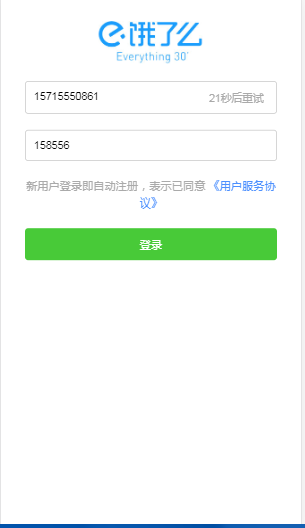 饿了么
Everything 30'
15715550861
21秒后重试
158556
新用户登录即自动注册，表示已同意《用户服务协
议》
登录